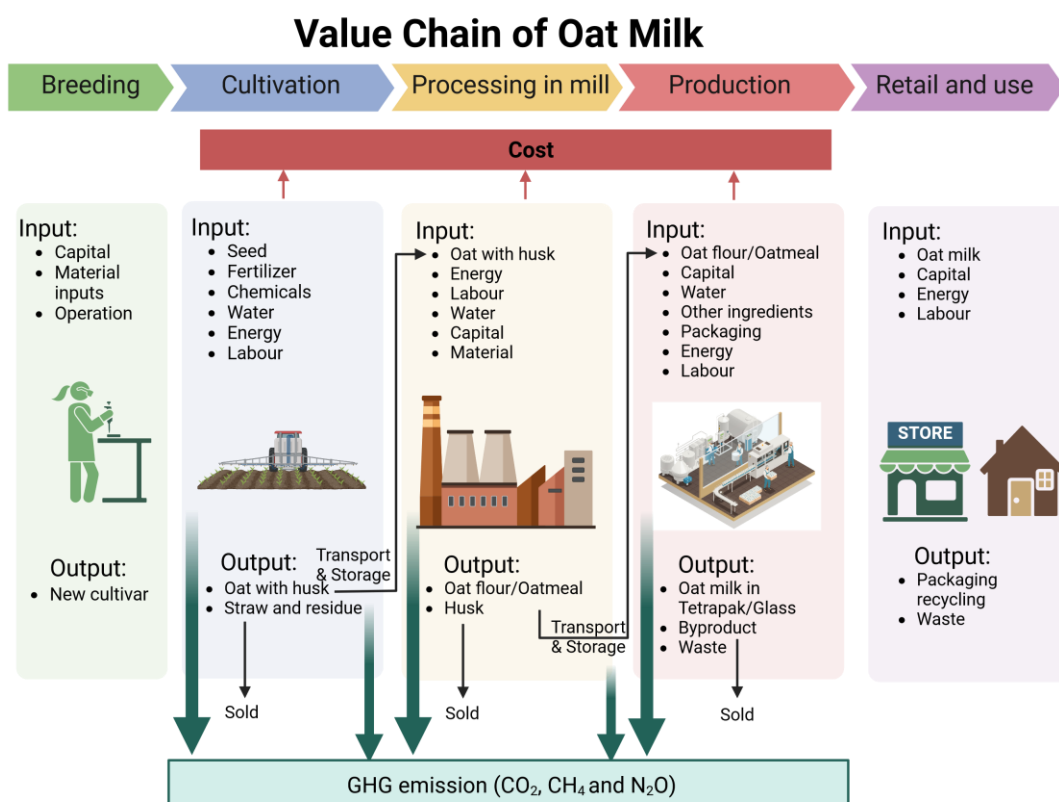 Value Chain of Oat Milk
Breeding
Cultivation
Processing in mill
Production
Retail and use
Cost
Input:
Capital
Material
inputs
Operation
Output:
New cultivar
Input:
Seed
Fertilizer
Chemicals
Water
Energy
Labour
Output:
Oat with husk
Straw and residue
Sold
Transport
& Storage
Input:
Oat with husk
Energy
Labour
Water
Capital
Material
Output:
Oat flour/Oatmeal
Husk
Sold
Transport
& Storage
Input:
Oat flour/Oatmeal
Capital
Water
Other ingredients
Packaging
Energy
Labour
Output:
Oat milk in
Tetrapak/Glass
Byproduct
Waste
Sold
Input:
Oat milk
Capital
Energy
Labour
STORE
Output:
Packaging
recycling
Waste
GHG emission (CO₂, CH₄ and N₂O)